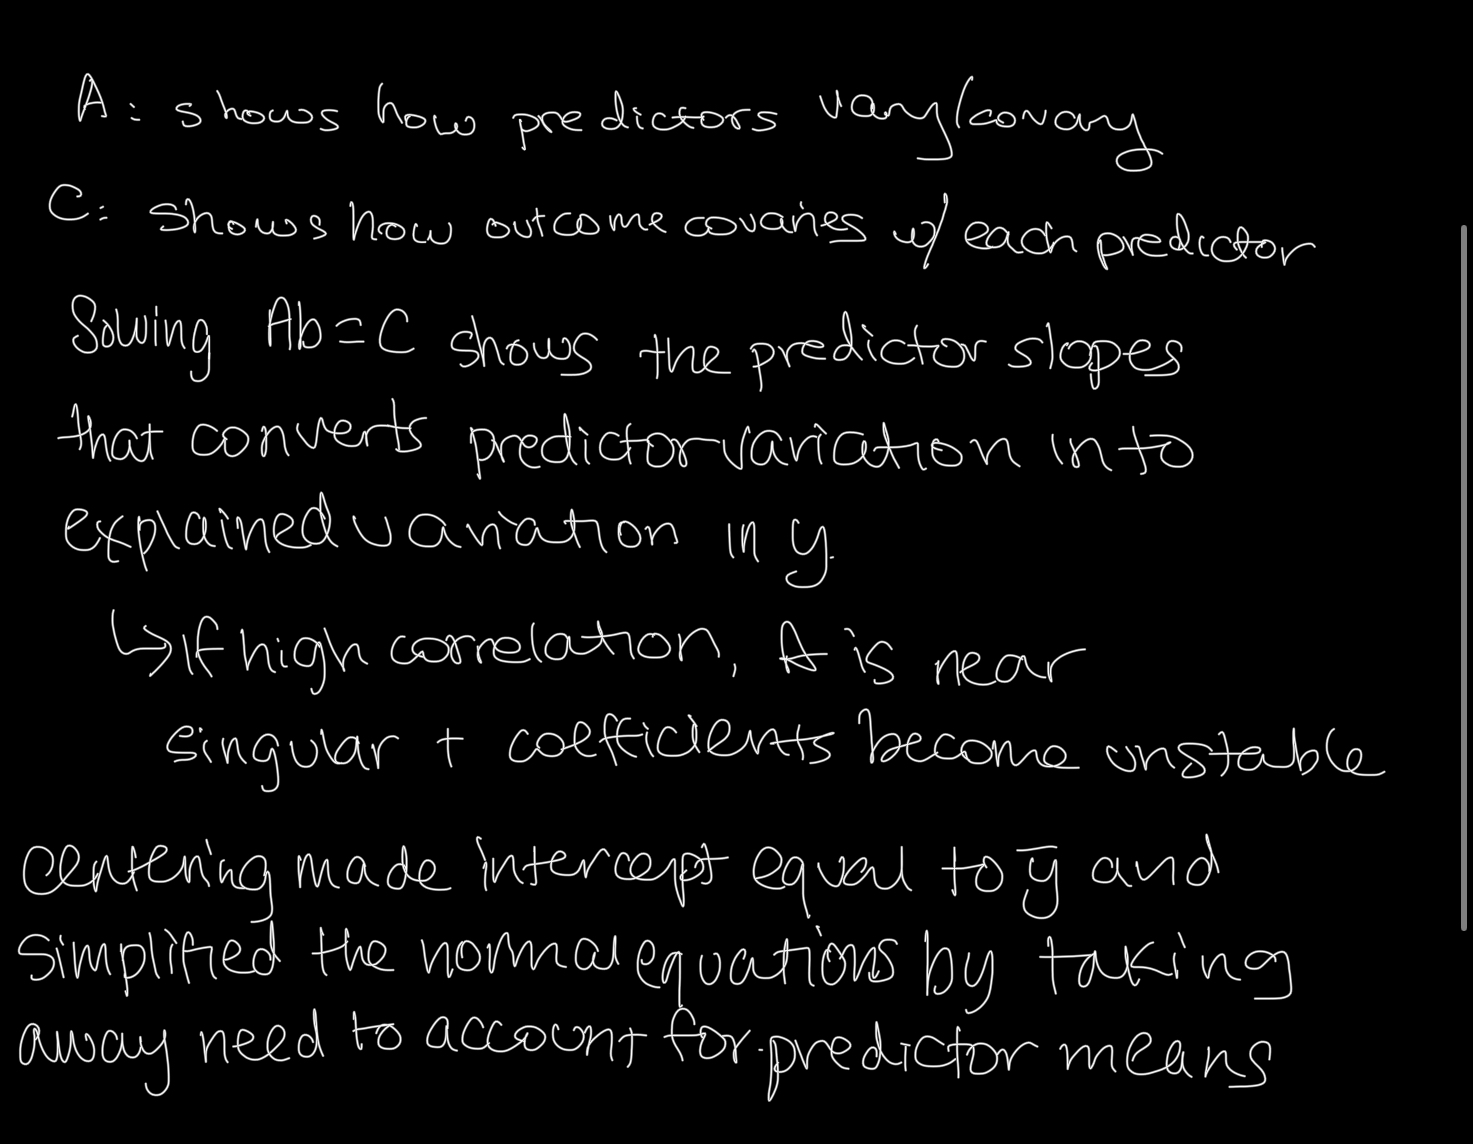 A: shows how predictors vary/covary
C: shows how outcome covaries w/ each predictor
Solving Ab=C shows the predictor slopes
that converts predictor variation into
explained variation in y.
↳ If high correlation, A is near
singular + coefficients become unstable
Centering made intercept equal to ȳ and
simplified the normal equations by taking
away need to account for predictor means